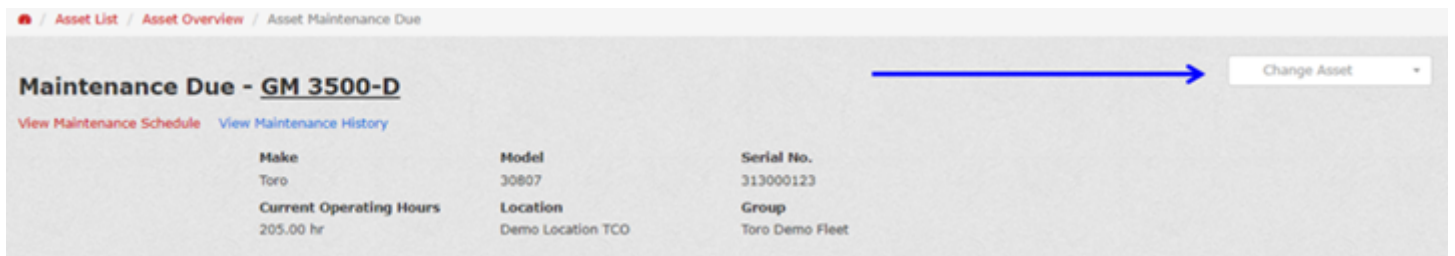 / Asset List / Asset Overview / Asset Maintenance Due
Change Asset
Maintenance Due - GM 3500-D
View Maintenance Schedule View Maintenance History
Make Model Serial No.
Toro 30807 313000123
Current Operating Hours Location Group
205.00 hr Demo Location TCO Toro Demo Fleet